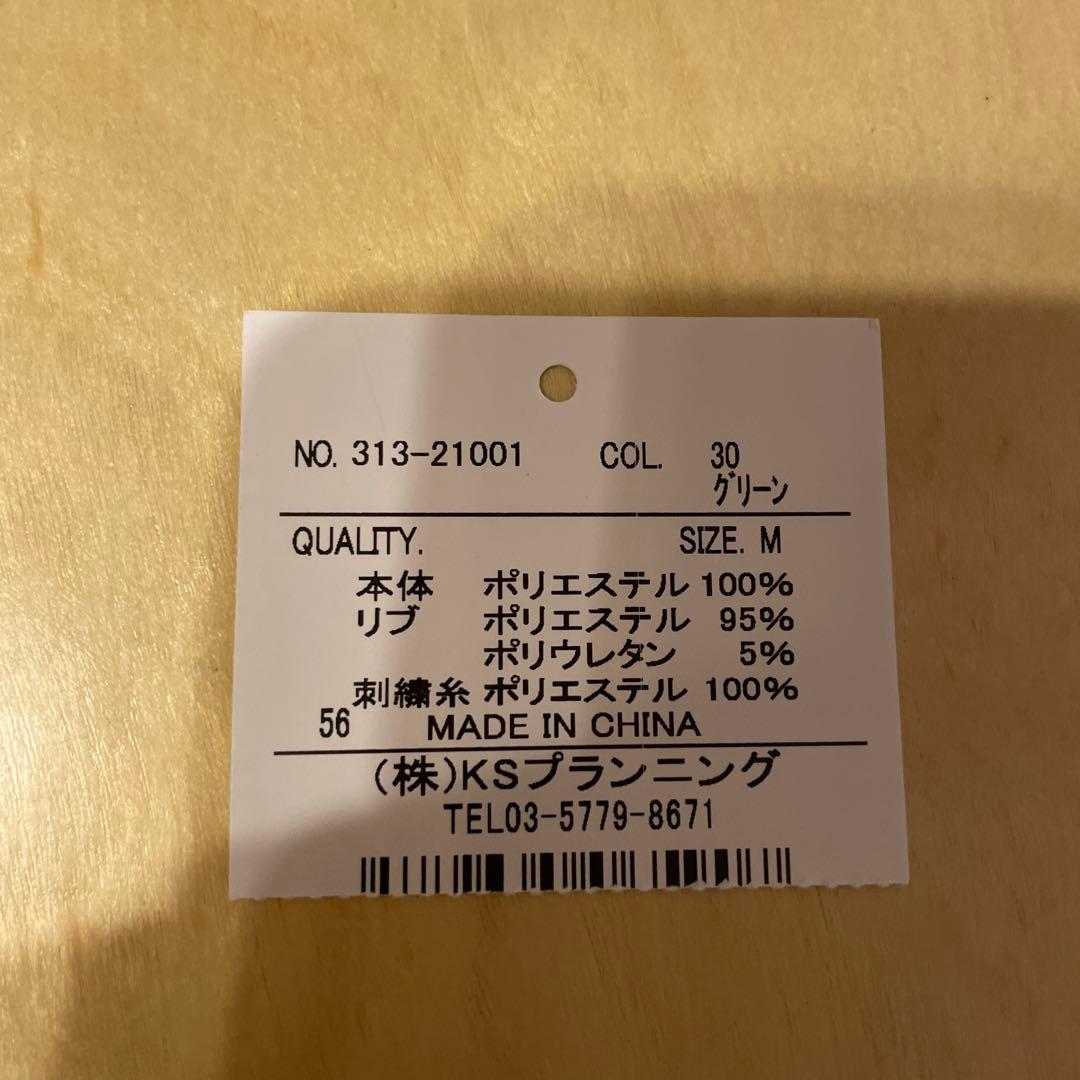 NO. 313-21001 COL. 30
グリーン
QUALITY. SIZE. M
本体 ポリエステル 100%
リブ ポリエステル 95%
ポリウレタン 5%
刺繍糸 ポリエステル 100%
56 MADE IN CHINA
(株)KSプランニング
TEL03-5779-8671